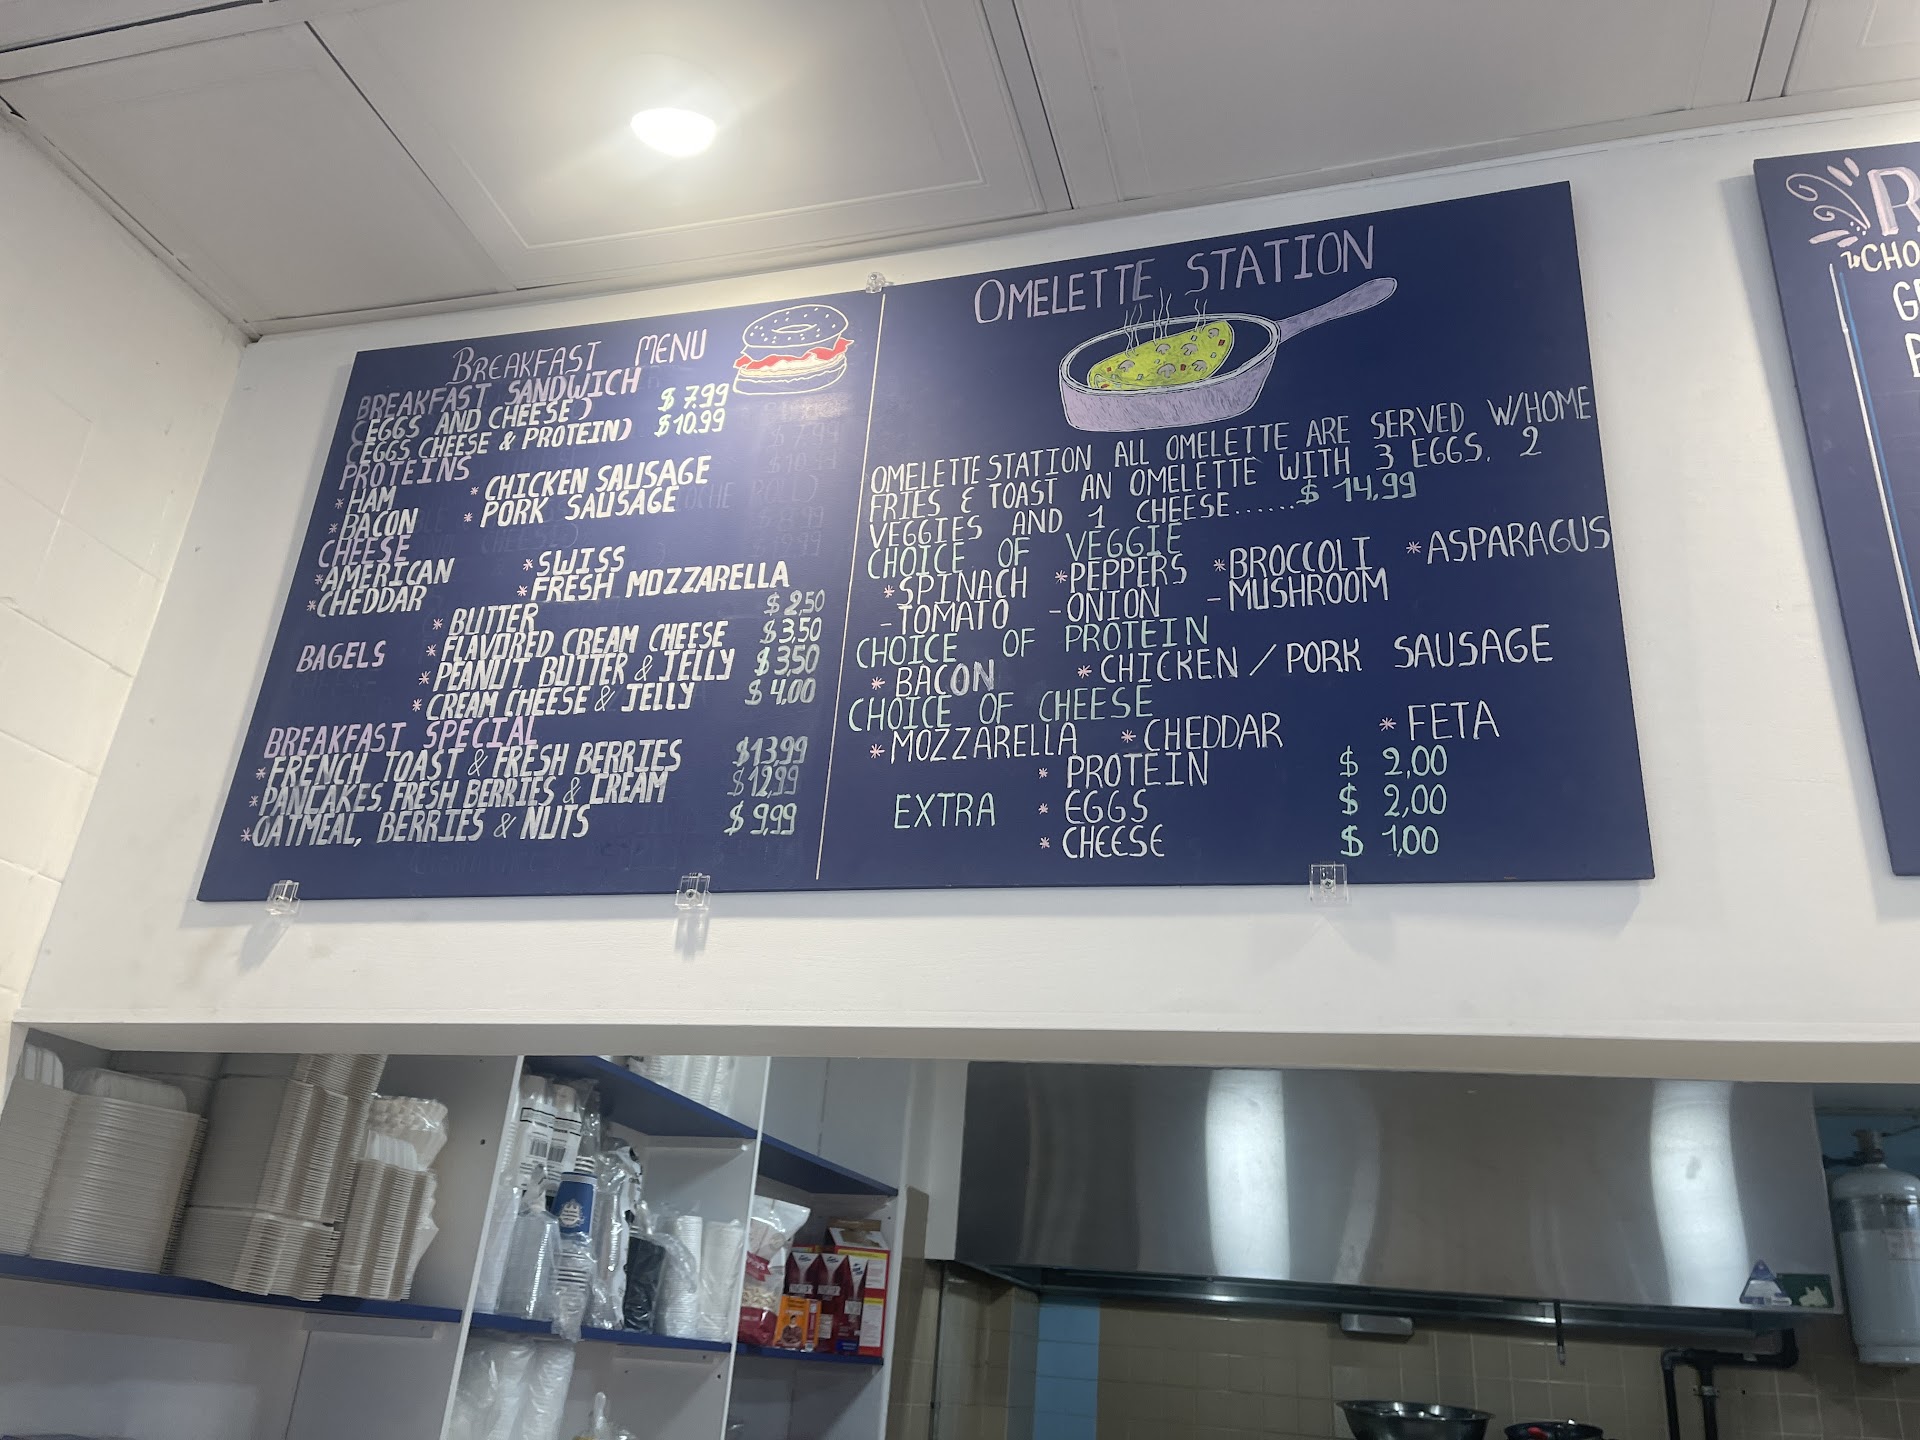 BREAKFAST MENU
BREAKFAST SANDWICH
(EGGS AND CHEESE) $ 7.99
(EGGS CHEESE & PROTEIN) $10.99
PROTEINS
*HAM *CHICKEN SAUSAGE
*BACON *PORK SAUSAGE
CHEESE
*AMERICAN *SWISS
*CHEDDAR *FRESH MOZZARELLA
BAGELS
*BUTTER $ 2,50
*FLAVORED CREAM CHEESE $ 3,50
*PEANUT BUTTER & JELLY $ 3,50
*CREAM CHEESE & JELLY $ 4,00
BREAKFAST SPECIAL
*FRENCH TOAST & FRESH BERRIES $13,99
*PANCAKES, FRESH BERRIES & CREAM $12,99
*OATMEAL, BERRIES & NUTS $ 9,99
OMELETTE STATION
OMELETTE STATION ALL OMELETTE ARE SERVED W/HOME
FRIES & TOAST AN OMELETTE WITH 3 EGGS. 2
VEGGIES AND 1 CHEESE......$ 14,99
CHOICE OF VEGGIE
*SPINACH *PEPPERS *BROCCOLI *ASPARAGUS
-TOMATO -ONION -MUSHROOM
CHOICE OF PROTEIN
*BACON *CHICKEN/PORK SAUSAGE
CHOICE OF CHEESE
*MOZZARELLA *CHEDDAR *FETA
EXTRA
*PROTEIN $ 2,00
*EGGS $ 2,00
*CHEESE $ 1,00